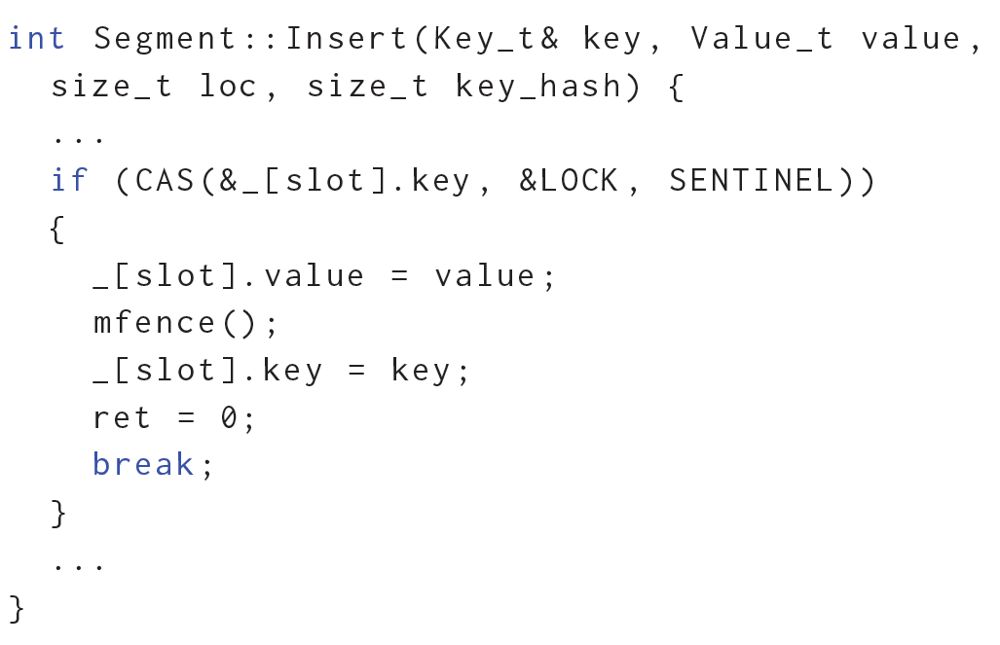 int Segment::Insert(Key_t& key, Value_t value,
size_t loc, size_t key_hash) {
...
if (CAS(&_[slot].key, &LOCK, SENTINEL))
{
_[slot].value = value;
mfence();
_[slot].key = key;
ret = 0;
break;
}
...
}